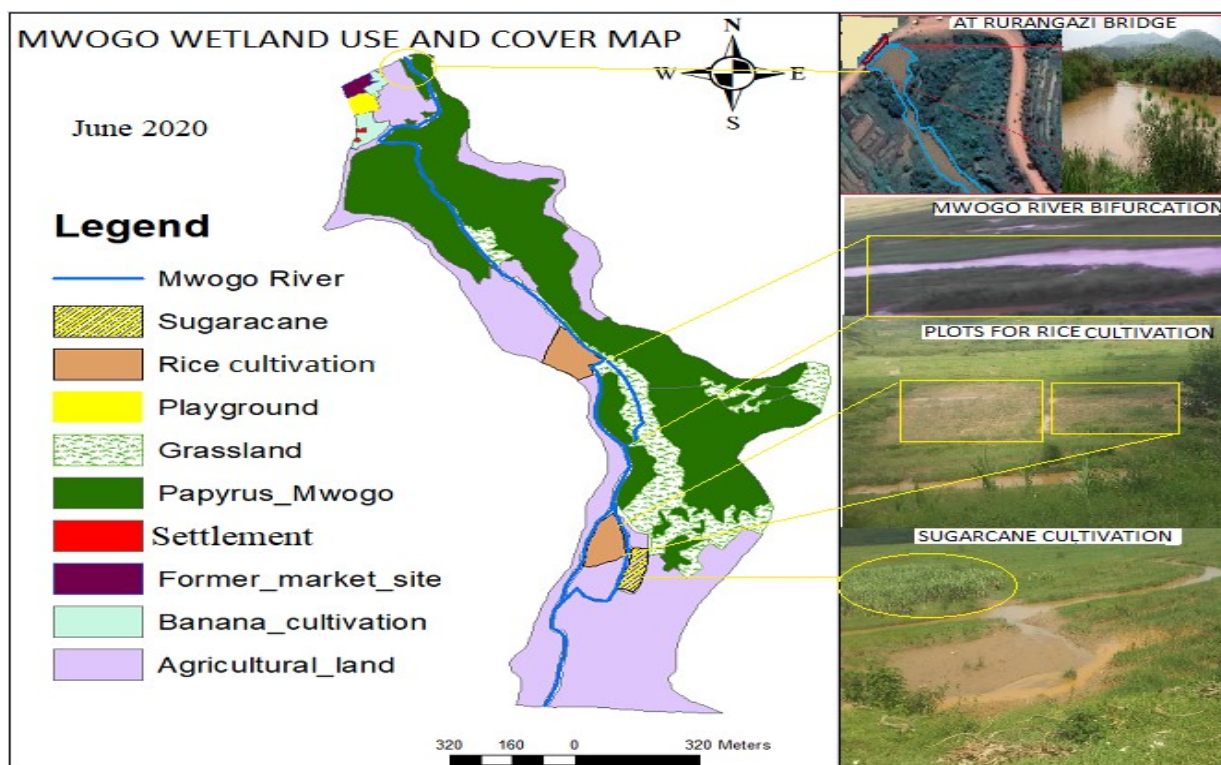 MWOGO WETLAND USE AND COVER MAP
June 2020
N
W
E
S
Legend
Mwogo River
Sugaracane
Rice cultivation
Playground
Grassland
Papyrus_Mwogo
Settlement
Former_market_site
Banana_cultivation
Agricultural_land
320 160 0 320 Meters
AT RURANGAZI BRIDGE
MWOGO RIVER BIFURCATION
PLOTS FOR RICE CULTIVATION
SUGARCANE CULTIVATION